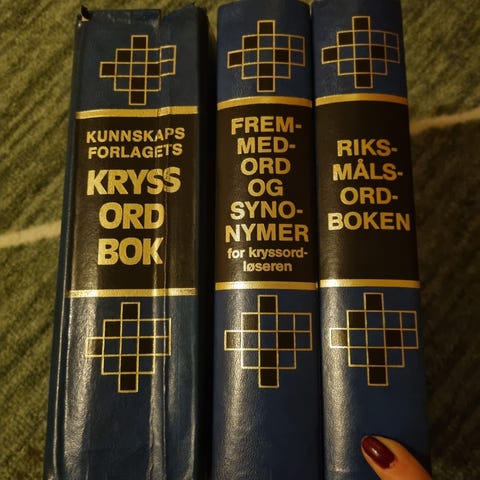 KUNNSKAPS
FORLAGETS
KRYSS
ORD
BOK
FREM-
MED-
ORD
OG
SYNO-
NYMER
for kryssord-
løseren
RIKS-
MÅLS-
ORD-
BOKEN